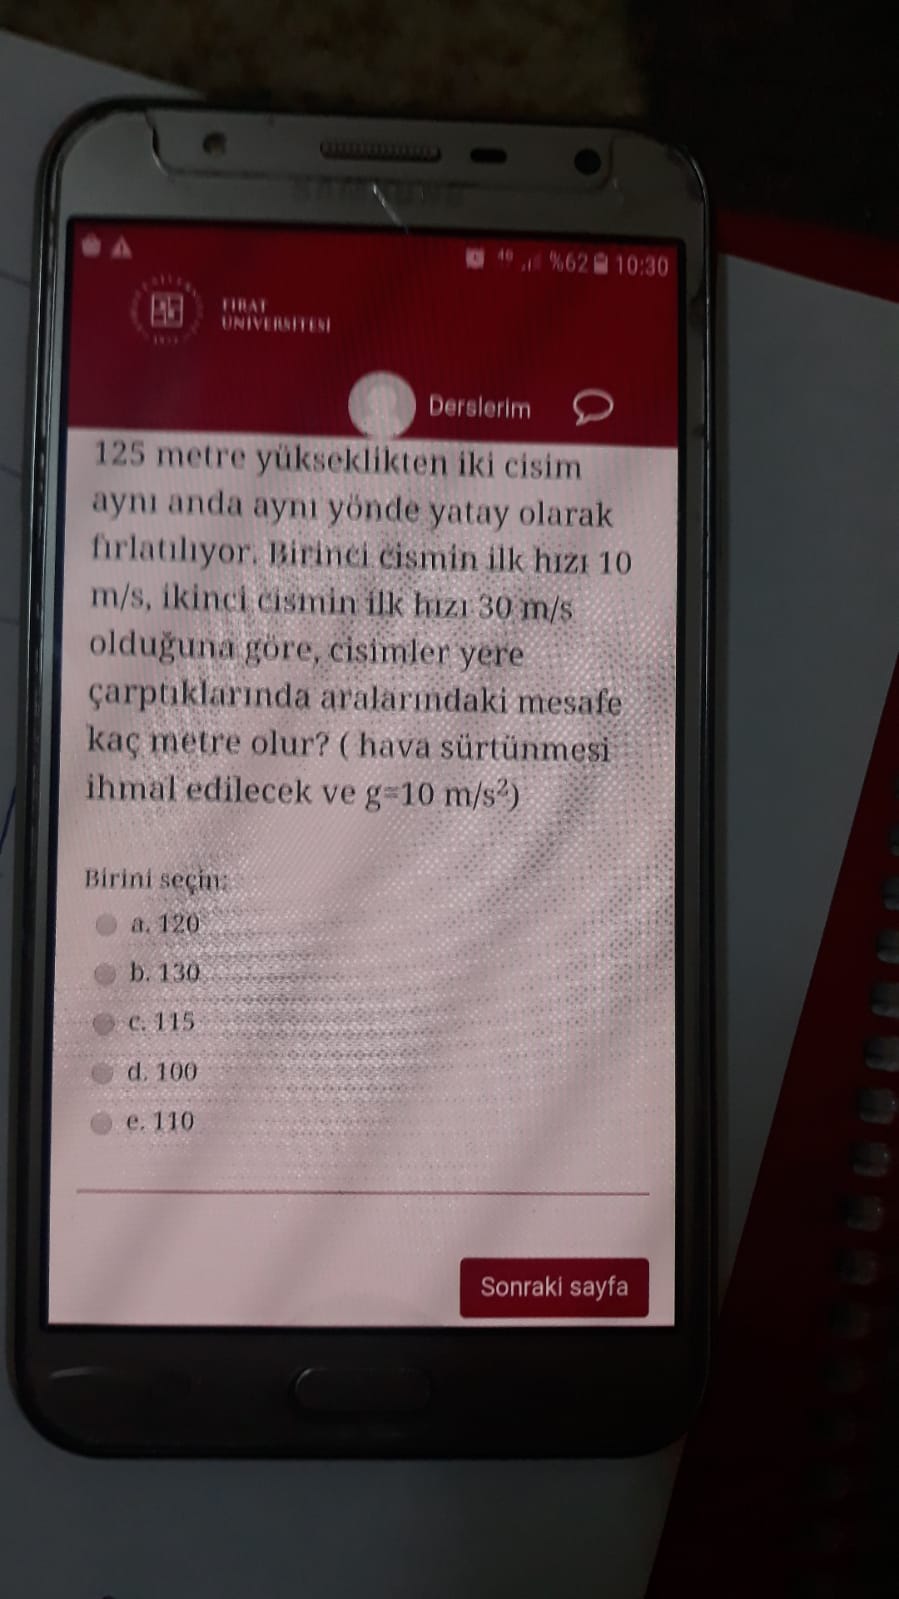 SAMSUNG
4G %62 10:30
FIRAT
ÜNİVERSİTESİ
Derslerim
125 metre yükseklikten iki cisim
aynı anda aynı yönde yatay olarak
fırlatılıyor. Birinci cismin ilk hızı 10
m/s, ikinci cismin ilk hızı 30 m/s
olduğuna göre, cisimler yere
çarptıklarında aralarındaki mesafe
kaç metre olur? ( hava sürtünmesi
ihmal edilecek ve g=10 m/s²)
Birini seçin:
a. 120
b. 130
c. 115
d. 100
e. 110
Sonraki sayfa